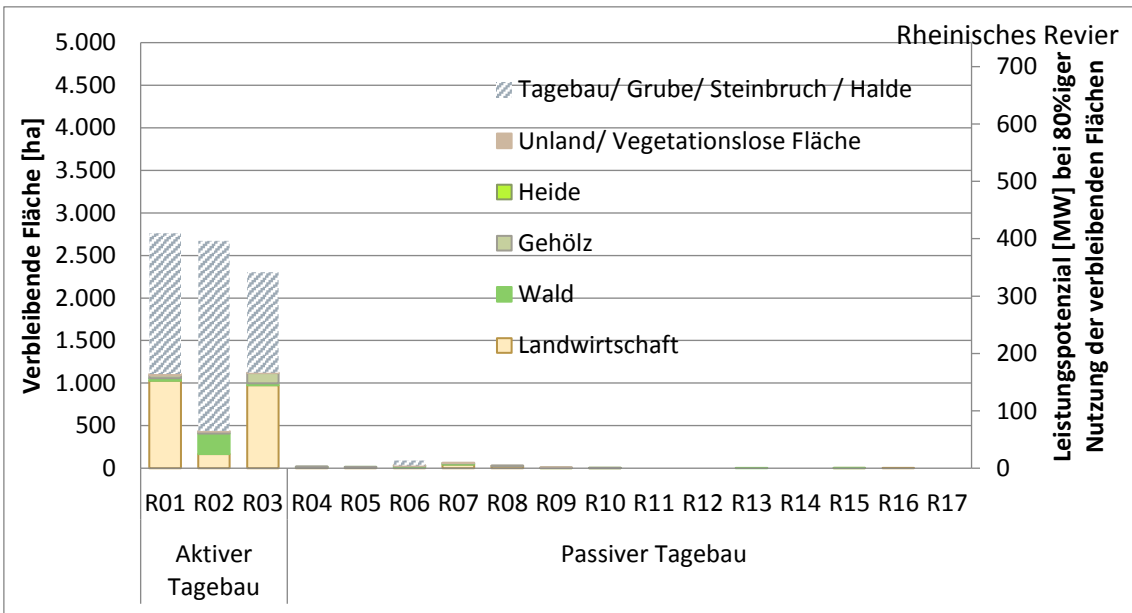 Rheinisches Revier
Verbleibende Fläche [ha]
5.000
4.500
4.000
3.500
3.000
2.500
2.000
1.500
1.000
500
0
Tagebau/ Grube/ Steinbruch / Halde
Unland/ Vegetationslose Fläche
Heide
Gehölz
Wald
Landwirtschaft
700
600
500
400
300
200
100
0
Leistungspotenzial [MW] bei 80%iger
Nutzung der verbleibenden Flächen
R01 R02 R03 R04 R05 R06 R07 R08 R09 R10 R11 R12 R13 R14 R15 R16 R17
Aktiver
Tagebau
Passiver Tagebau